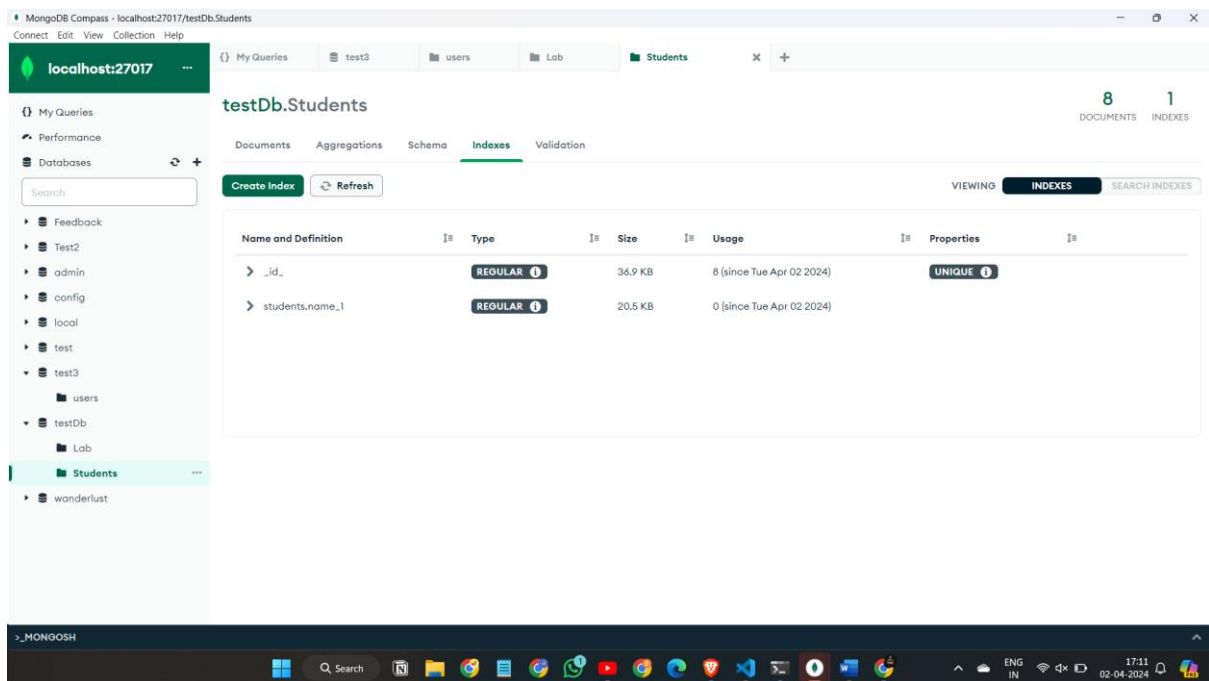 MongoDB Compass - localhost:27017/testDb.Students
Connect Edit View Collection Help
localhost:27017 ...
{} My Queries test3 users Lab Students
{} My Queries
Performance
Databases
Search
Feedback
Test2
admin
config
local
test
test3
users
testDb
Lab
Students ...
wanderlust
testDb.Students
8 1
DOCUMENTS INDEXES
Documents Aggregations Schema Indexes Validation
Create Index Refresh VIEWING INDEXES SEARCH INDEXES
Name and Definition Type Size Usage Properties
_id_ REGULAR 36.9 KB 8 (since Tue Apr 02 2024) UNIQUE
students.name_1 REGULAR 20.5 KB 0 (since Tue Apr 02 2024)
>_MONGOSH
Search ENG 17:11
IN 02-04-2024